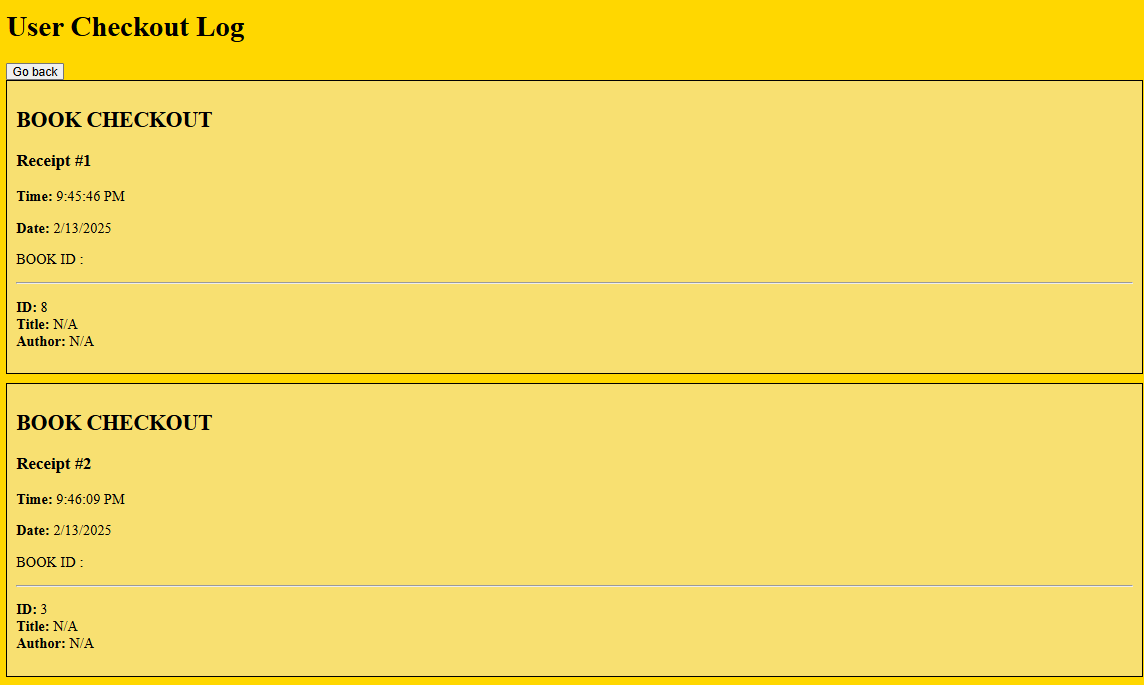 User Checkout Log
Go back
BOOK CHECKOUT
Receipt #1
Time: 9:45:46 PM
Date: 2/13/2025
BOOK ID :
ID: 8
Title: N/A
Author: N/A
BOOK CHECKOUT
Receipt #2
Time: 9:46:09 PM
Date: 2/13/2025
BOOK ID :
ID: 3
Title: N/A
Author: N/A